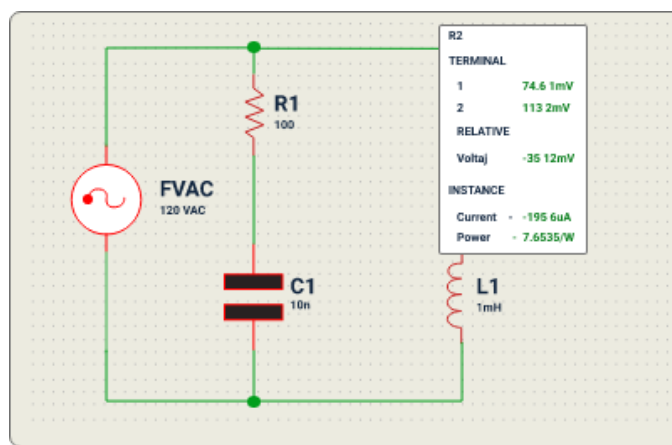 R2
TERMINAL
1 74.6 1mV
2 113 2mV
RELATIVE
Voltaj -35 12mV
INSTANCE
Current - -195 6uA
Power - 7.6535/W
R1
100
FVAC
120 VAC
C1
10n
L1
1mH